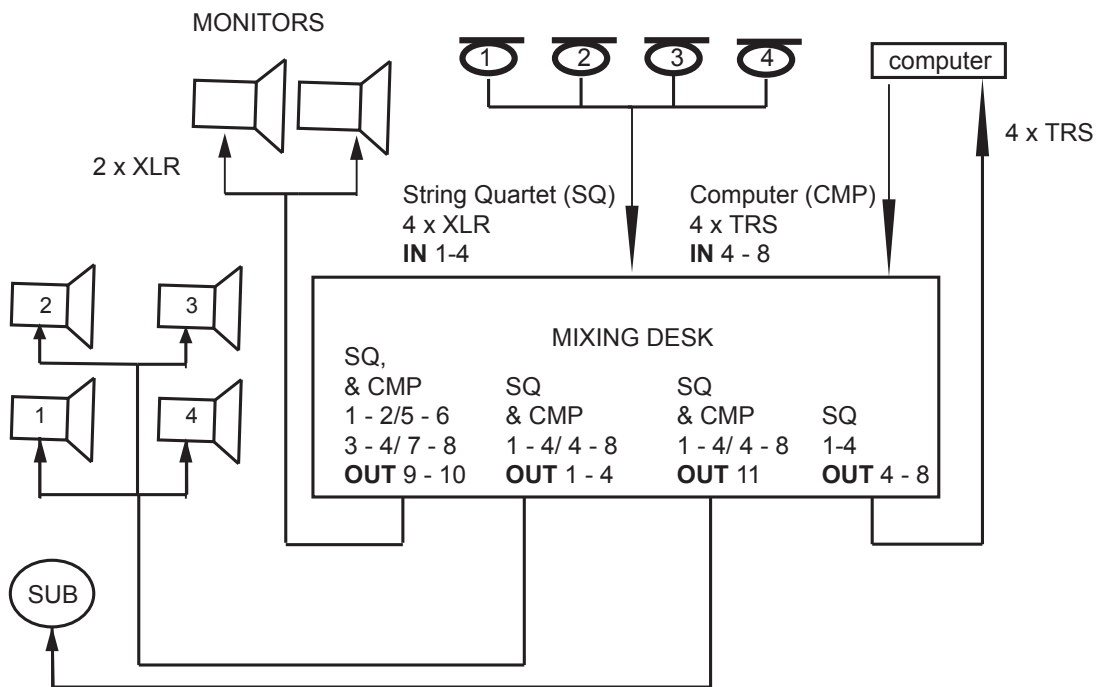 MONITORS
1
2
3
4
computer
2 x XLR
4 x TRS
String Quartet (SQ)
4 x XLR
IN 1-4
Computer (CMP)
4 x TRS
IN 4 - 8
2
3
1
4
MIXING DESK
SQ,
& CMP
1 - 2/5 - 6
3 - 4/ 7 - 8
OUT 9 - 10
SQ
& CMP
1 - 4/ 4 - 8
OUT 1 - 4
SQ
& CMP
1 - 4/ 4 - 8
OUT 11
SQ
1-4
OUT 4 - 8
SUB